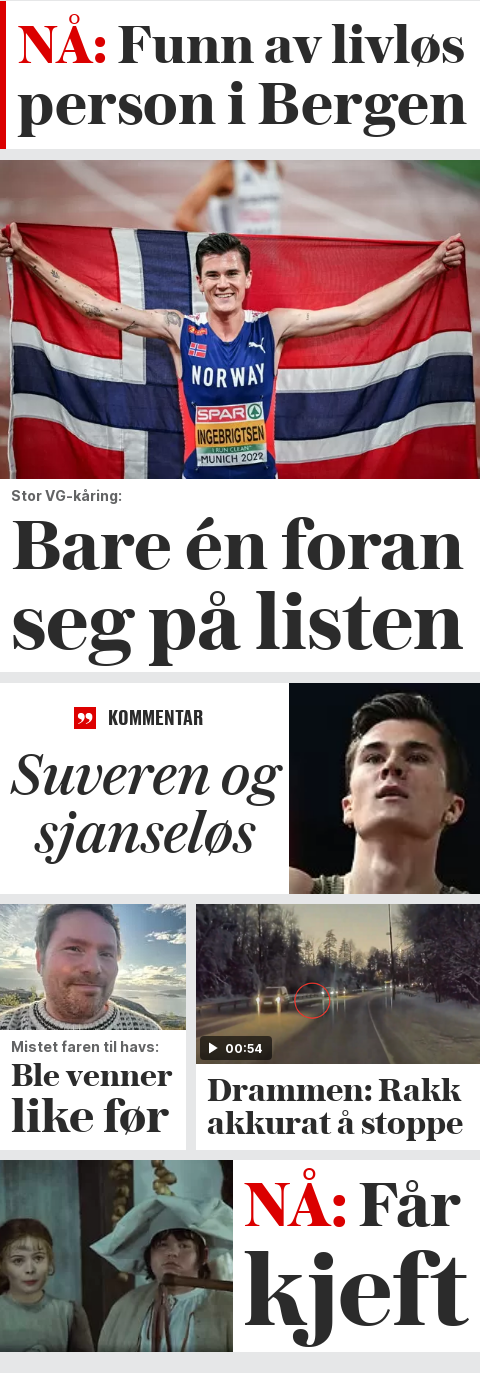 NÅ: Funn av livløs
person i Bergen
NORWAY
SPAR
INGEBRIGTSEN
I RUN CLEAN
MUNICH 2022
Stor VG-kåring:
Bare én foran
seg på listen
KOMMENTAR
Suveren og
sjanseløs
Mistet faren til havs:
Ble venner
like før
00:54
Drammen: Rakk
akkurat å stoppe
NÅ: Får
kjeft